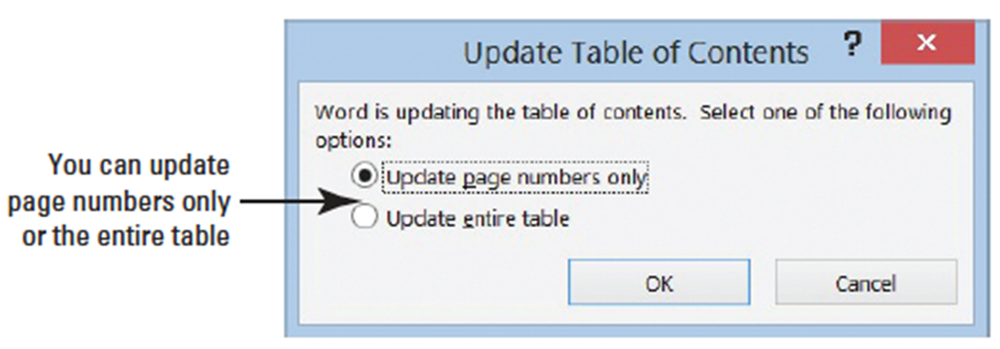 Update Table of Contents ?
Word is updating the table of contents. Select one of the following
options:
Update page numbers only
Update entire table
OK Cancel
You can update
page numbers only
or the entire table